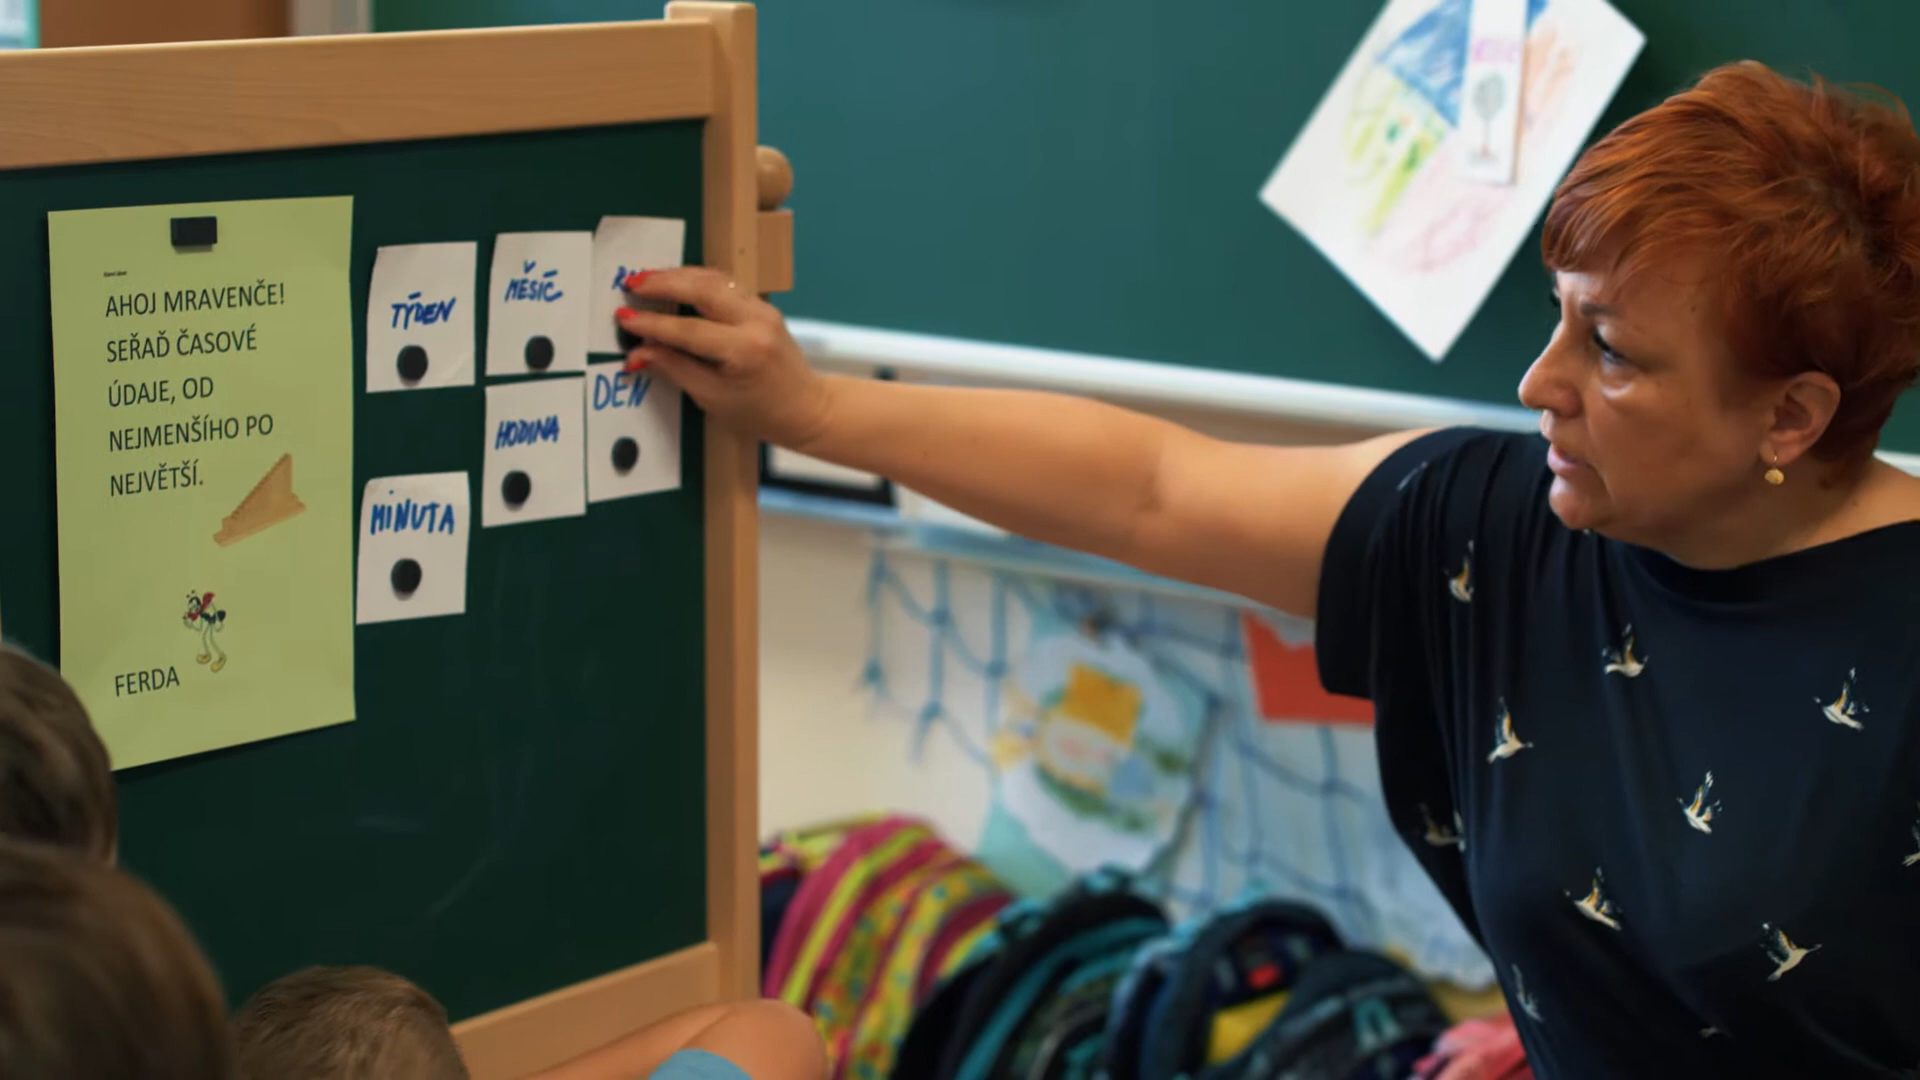 AHOJ MRAVENČE!
SEŘAĎ ČASOVÉ
ÚDAJE, OD
NEJMENŠÍHO PO
NEJVĚTŠÍ.
FERDA
TÝDEN
MĚSÍC
HODINA
DEN
MINUTA